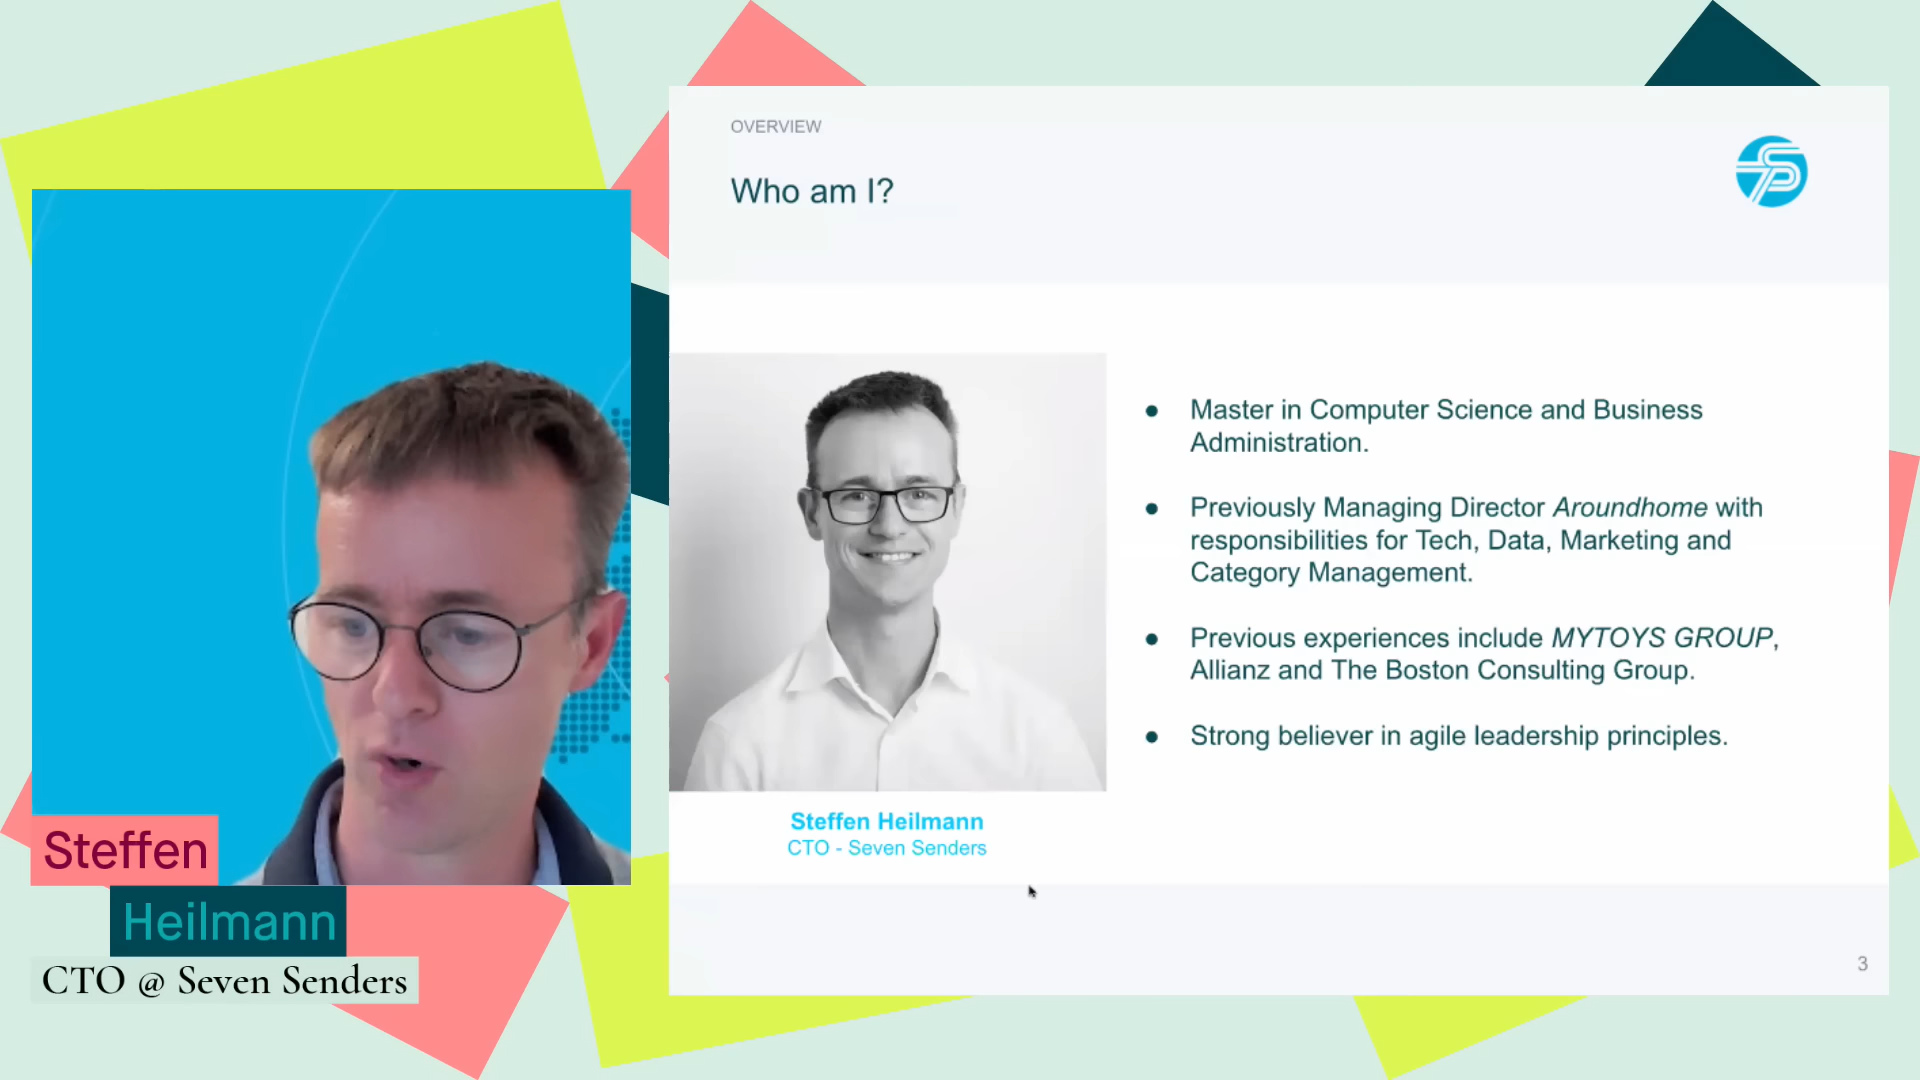 OVERVIEW
Who am I?
● Master in Computer Science and Business
Administration.
● Previously Managing Director Aroundhome with
responsibilities for Tech, Data, Marketing and
Category Management.
● Previous experiences include MYTOYS GROUP,
Allianz and The Boston Consulting Group.
● Strong believer in agile leadership principles.
Steffen Heilmann
CTO - Seven Senders
3
Steffen
Heilmann
CTO @ Seven Senders